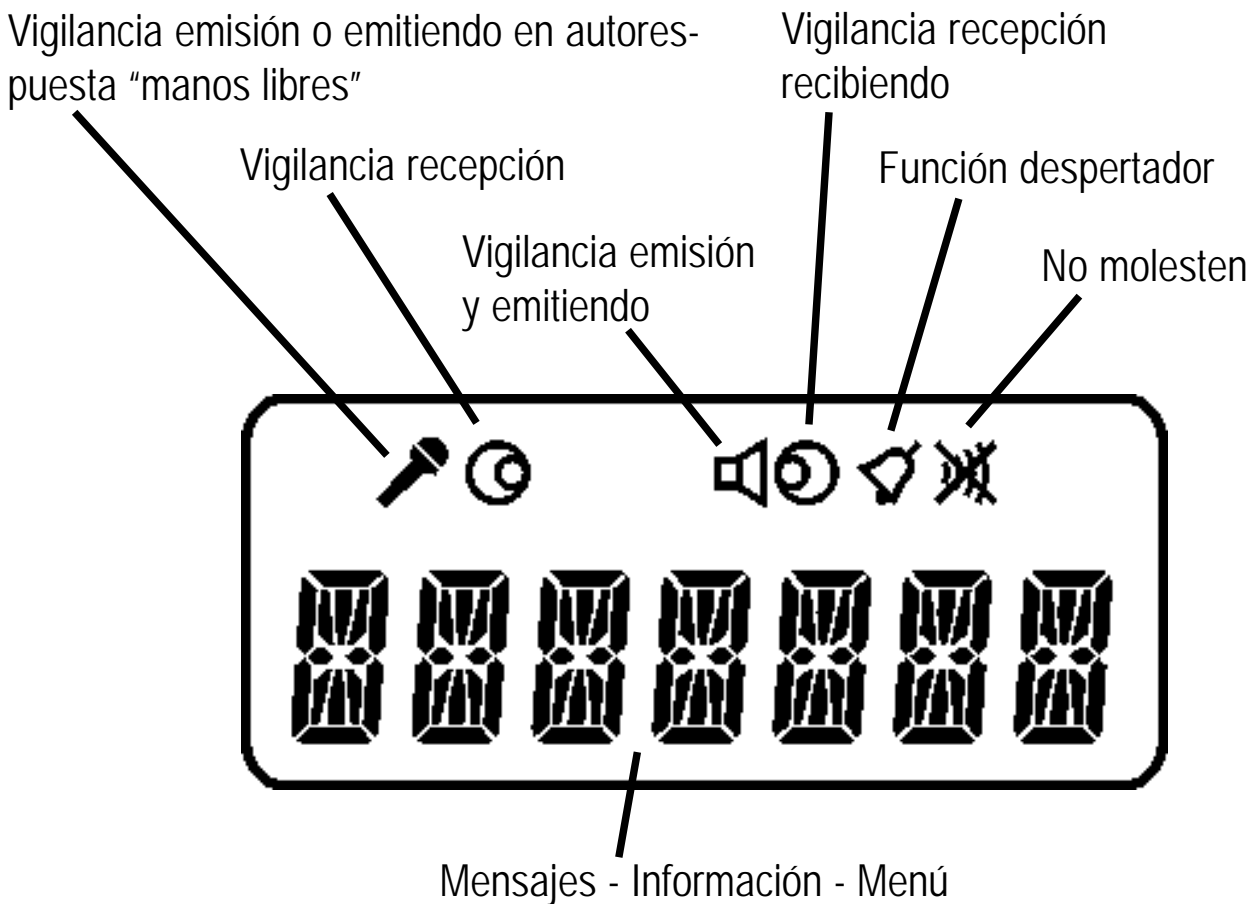 Vigilancia emisión o emitiendo en autores-
puesta “manos libres”
Vigilancia recepción
recibiendo
Vigilancia recepción
Función despertador
Vigilancia emisión
y emitiendo
No molesten
Mensajes - Información - Menú